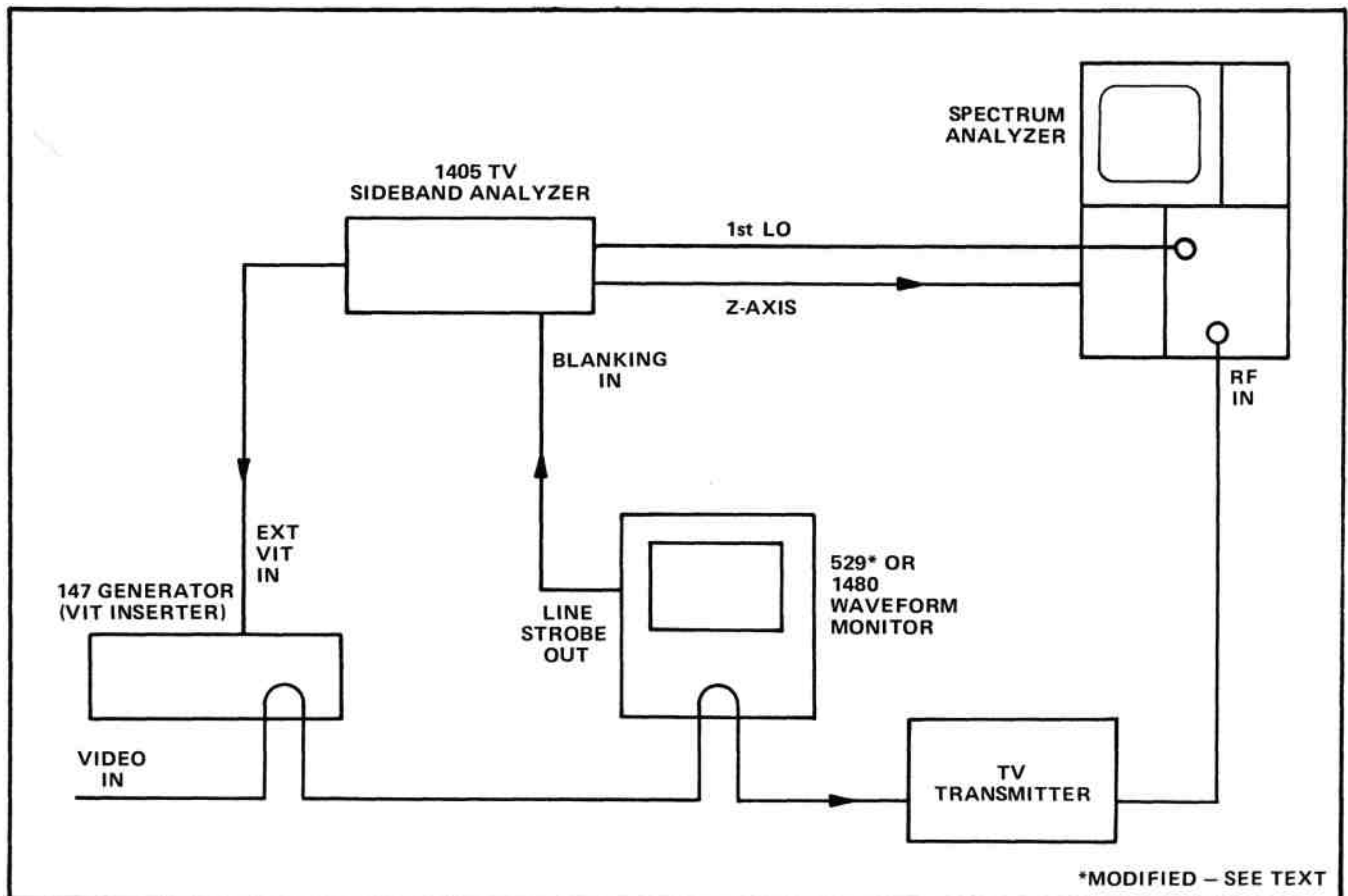 SPECTRUM
ANALYZER
1405 TV
SIDEBAND ANALYZER
1st LO
Z-AXIS
BLANKING
IN
RF
IN
EXT
VIT
IN
147 GENERATOR
(VIT INSERTER)
LINE
STROBE
OUT
529* OR
1480
WAVEFORM
MONITOR
VIDEO
IN
TV
TRANSMITTER
*MODIFIED – SEE TEXT